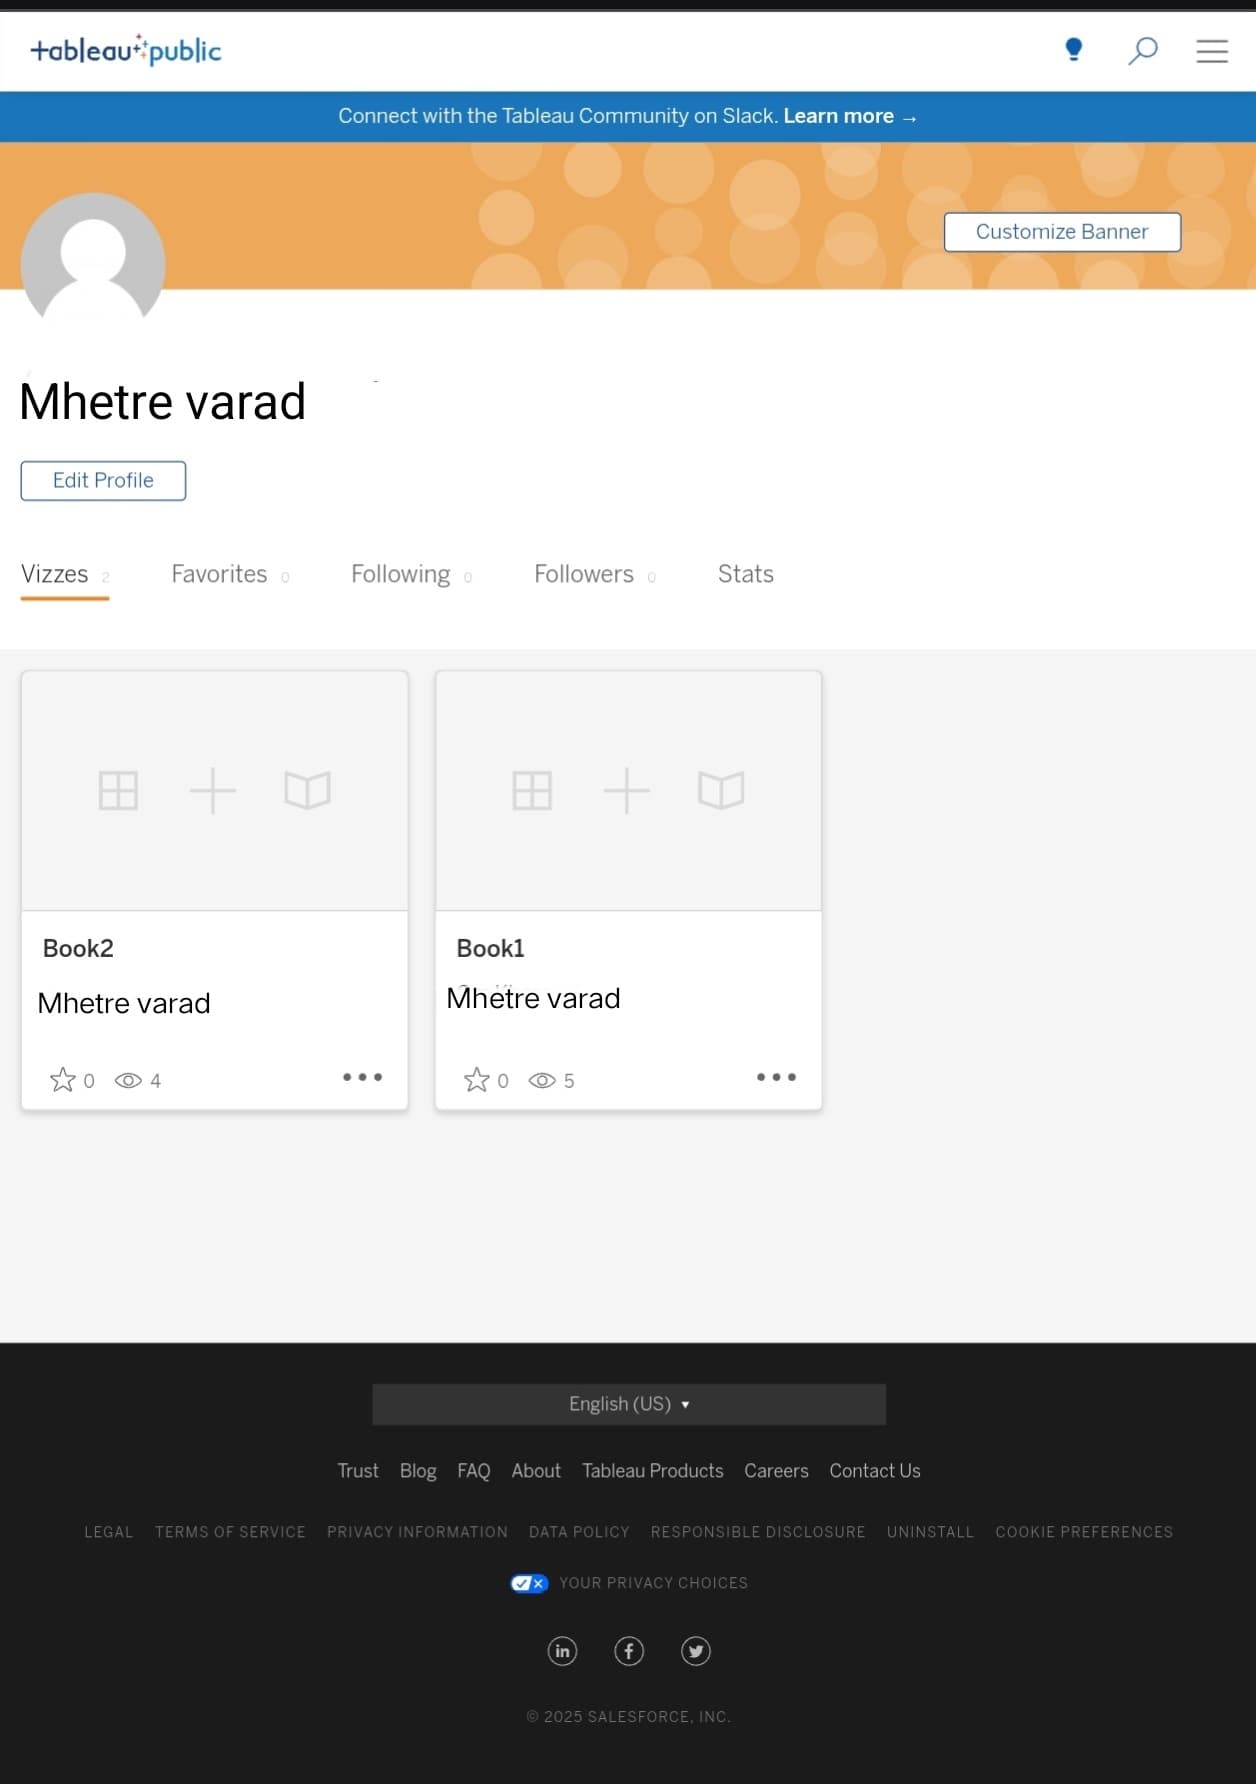 tableau public
Connect with the Tableau Community on Slack. Learn more →
Customize Banner
Mhetre varad
Edit Profile
Vizzes 2 Favorites 0 Following 0 Followers 0 Stats
Book2
Mhetre varad
0 4
Book1
Mhetre varad
0 5
English (US) ▾
Trust Blog FAQ About Tableau Products Careers Contact Us
LEGAL TERMS OF SERVICE PRIVACY INFORMATION DATA POLICY RESPONSIBLE DISCLOSURE UNINSTALL COOKIE PREFERENCES
YOUR PRIVACY CHOICES
© 2025 SALESFORCE, INC.